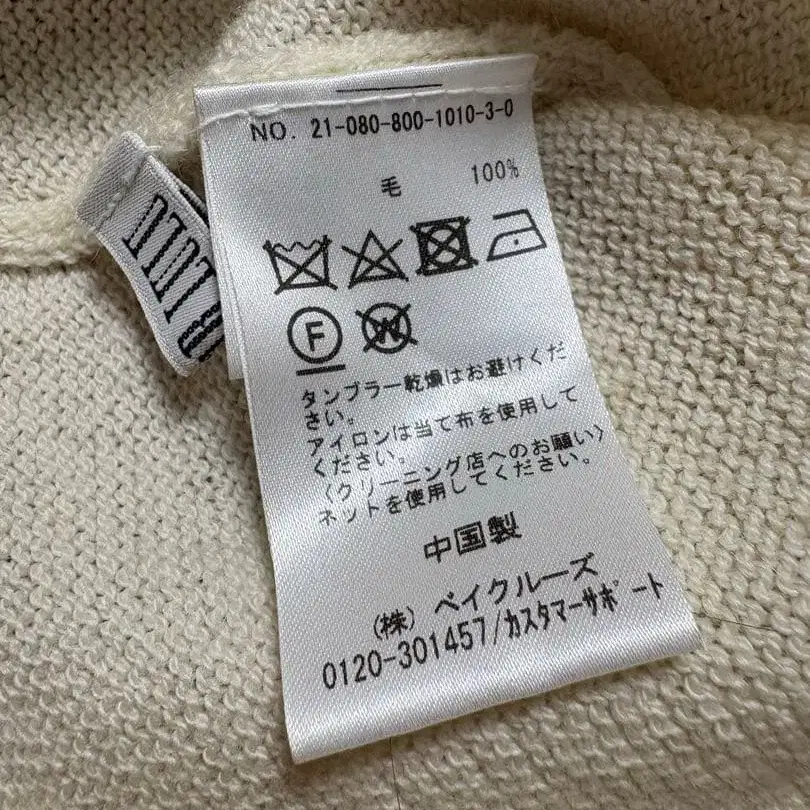 NO. 21-080-800-1010-3-0
毛 100%
F
W
タンブラー乾燥はお避けくだ
さい。
アイロンは当て布を使用して
ください。
〈クリーニング店へのお願い〉
ネットを使用してください。
中国製
(株) ベイクルーズ
0120-301457/カスタマーサポート